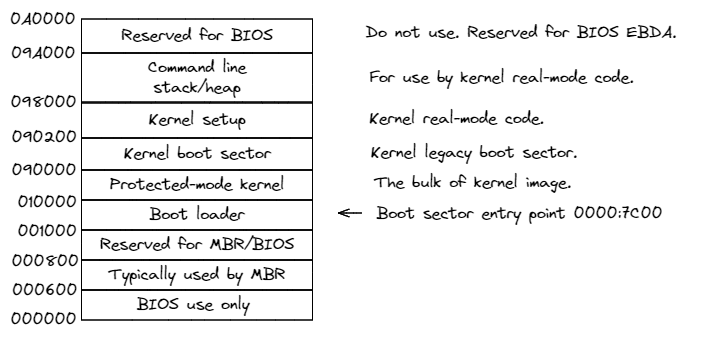 0A0000
Reserved for BIOS Do not use. Reserved for BIOS EBDA.
09A000
Command line
stack/heap For use by kernel real-mode code.
098000
Kernel setup Kernel real-mode code.
090200
Kernel boot sector Kernel legacy boot sector.
090000
Protected-mode kernel The bulk of kernel image.
010000
Boot loader ← Boot sector entry point 0000:7C00
001000
Reserved for MBR/BIOS
000800
Typically used by MBR
000600
BIOS use only
000000